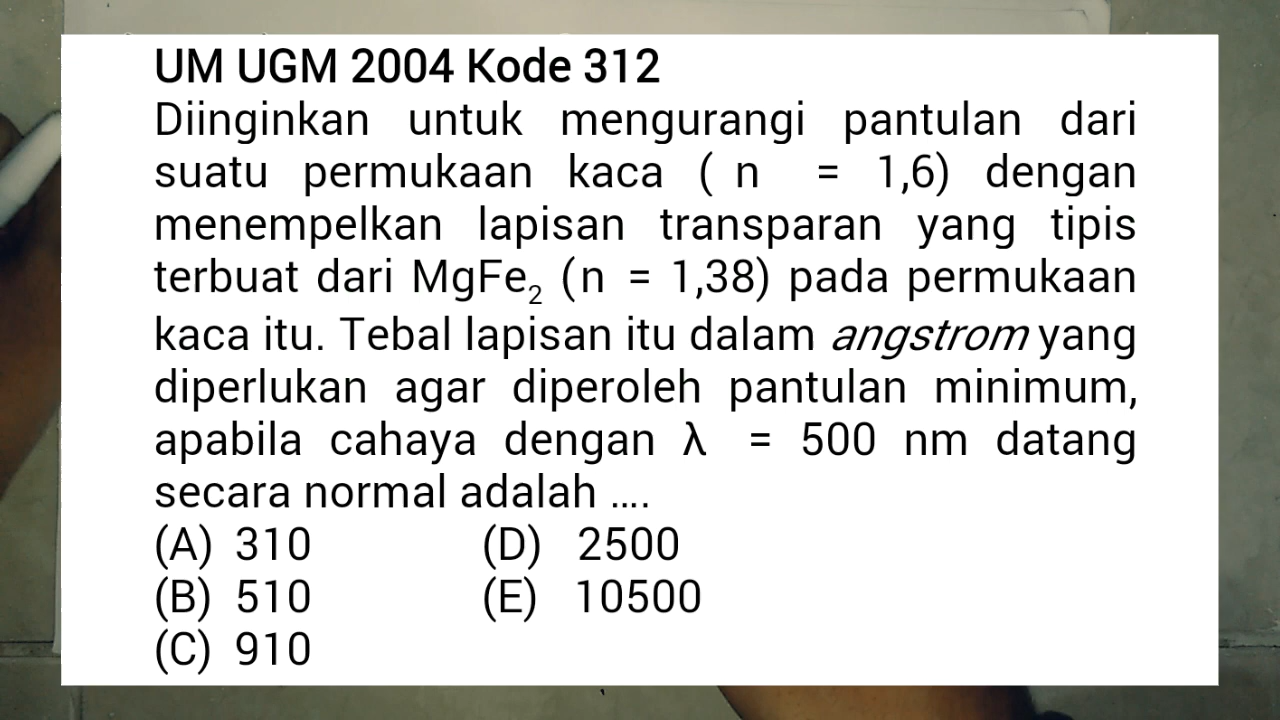 UM UGM 2004 Kode 312
Diinginkan untuk mengurangi pantulan dari
suatu permukaan kaca ( n = 1,6) dengan
menempelkan lapisan transparan yang tipis
terbuat dari MgFe₂ (n = 1,38) pada permukaan
kaca itu. Tebal lapisan itu dalam angstrom yang
diperlukan agar diperoleh pantulan minimum,
apabila cahaya dengan λ = 500 nm datang
secara normal adalah ....
(A) 310 (D) 2500
(B) 510 (E) 10500
(C) 910